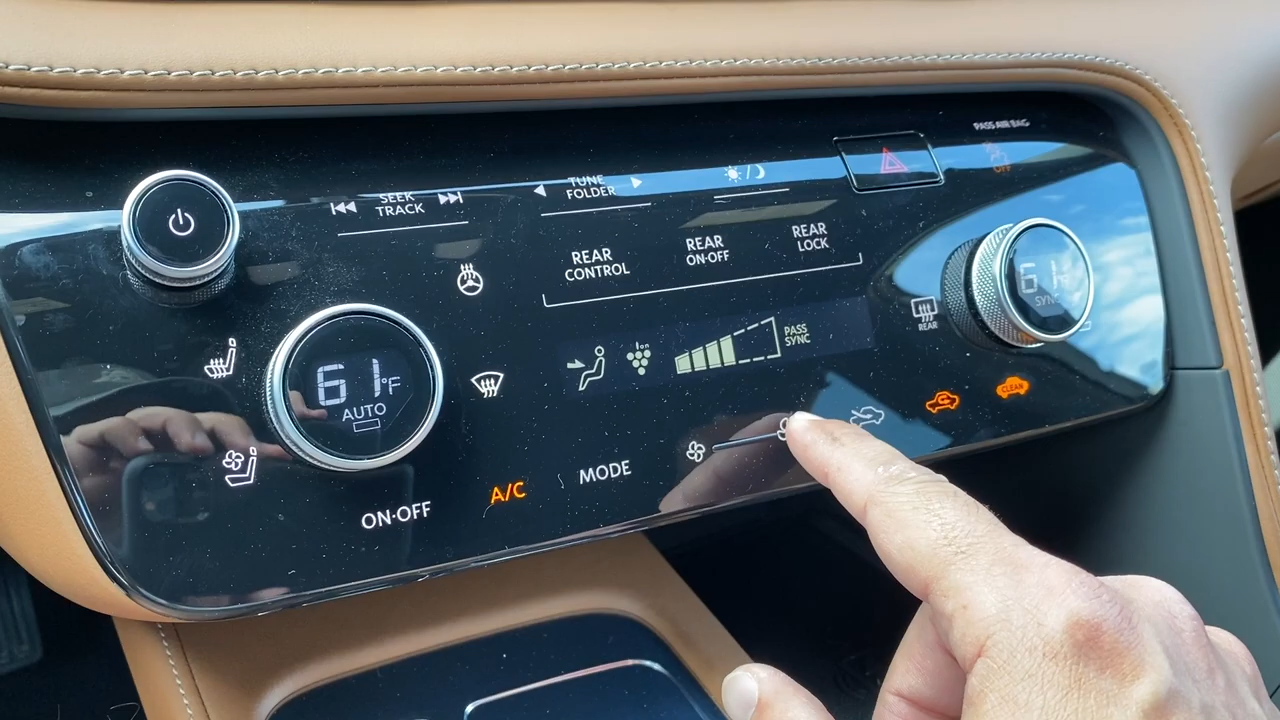 PASS AIR BAG
OFF
SEEK
TRACK
TUNE
FOLDER
REAR
CONTROL
REAR
ON·OFF
REAR
LOCK
61
SYNC
REAR
ion
PASS
SYNC
61°F
AUTO
CLEAN
MODE
A/C
ON·OFF